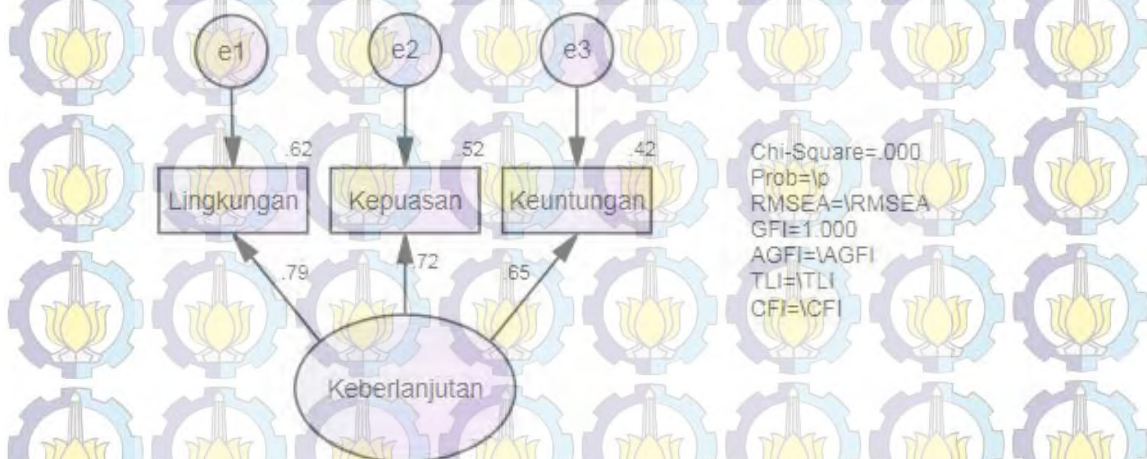 e1 e2 e3
.62 .52 .42
Lingkungan Kepuasan Keuntungan
.79 .72 .65
Keberlanjutan
Chi-Square=.000
Prob=\p
RMSEA=\RMSEA
GFI=1.000
AGFI=\AGFI
TLI=\TLI
CFI=\CFI